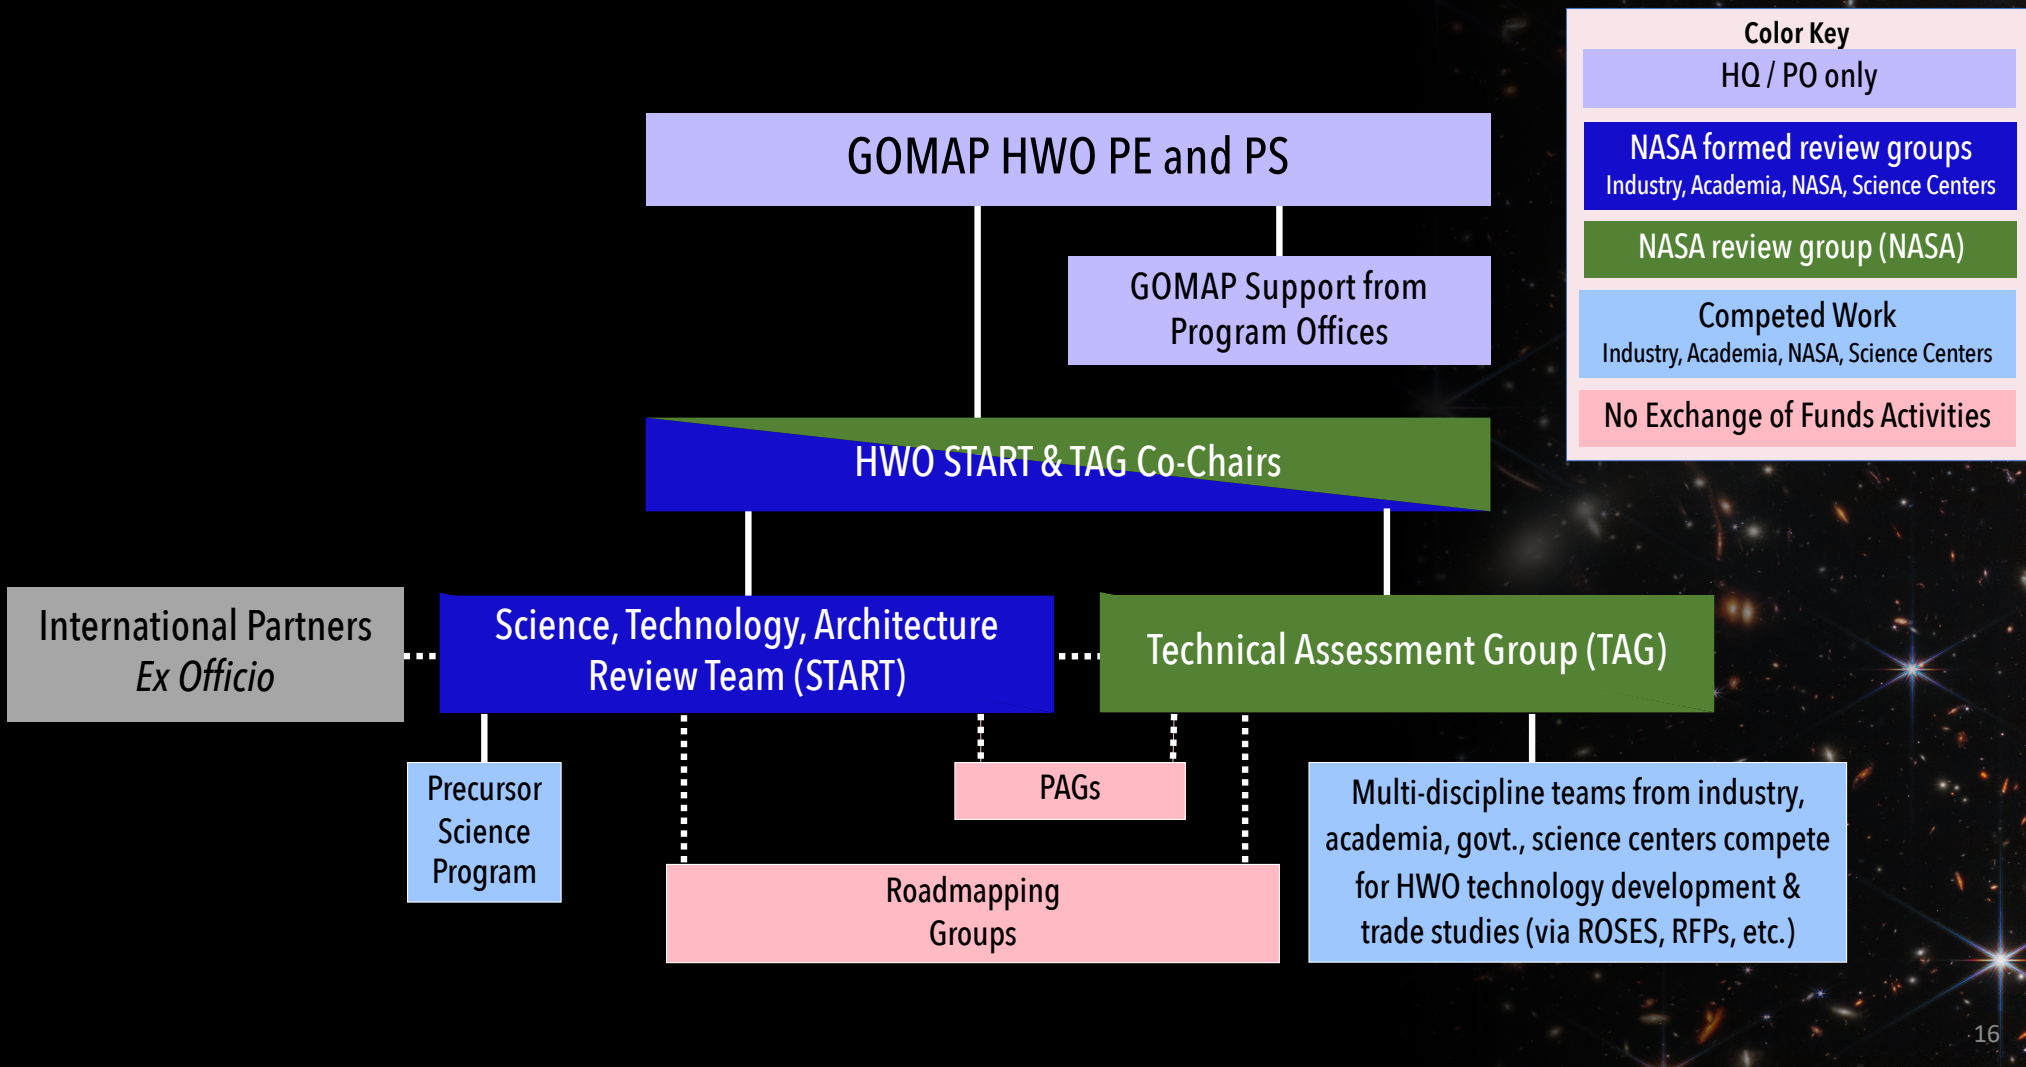 Color Key
HQ / PO only
NASA formed review groups
Industry, Academia, NASA, Science Centers
NASA review group (NASA)
Competed Work
Industry, Academia, NASA, Science Centers
No Exchange of Funds Activities
GOMAP HWO PE and PS
GOMAP Support from
Program Offices
HWO START & TAG Co-Chairs
International Partners
Ex Officio
Science, Technology, Architecture
Review Team (START)
Technical Assessment Group (TAG)
Precursor
Science
Program
PAGs
Roadmapping
Groups
Multi-discipline teams from industry,
academia, govt., science centers compete
for HWO technology development &
trade studies (via ROSES, RFPs, etc.)
16